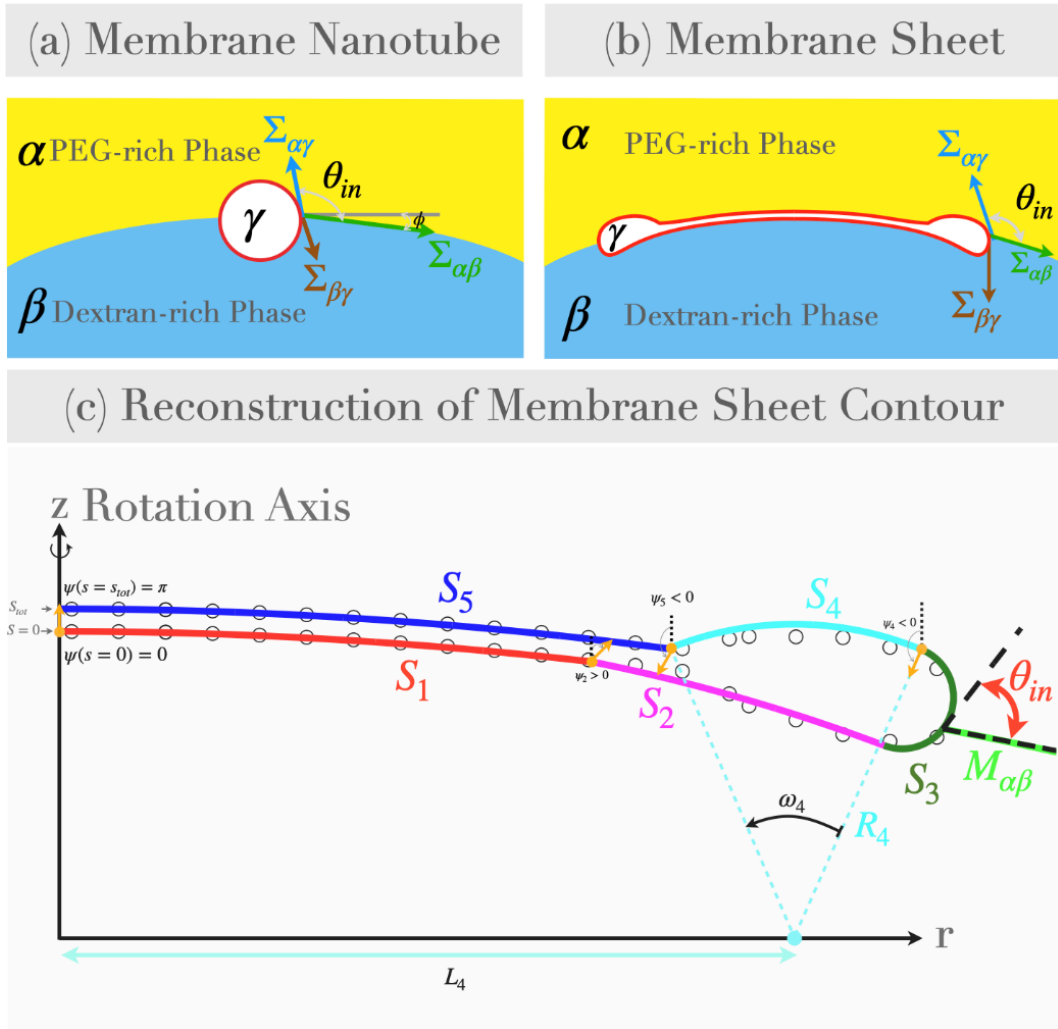 (a) Membrane Nanotube
(b) Membrane Sheet
α PEG-rich Phase
Σαγ
θin
γ
ϕ
Σαβ
Σβγ
β Dextran-rich Phase
α PEG-rich Phase
Σαγ
θin
γ
Σαβ
β Dextran-rich Phase
Σβγ
(c) Reconstruction of Membrane Sheet Contour
z Rotation Axis
ψ(s = stot) = π
Stot
S = 0
ψ(s = 0) = 0
S5
ψ5 < 0
S4
ψ4 < 0
S1
ψ2 > 0
S2
θin
S3
Mαβ
ω4
R4
r
L4